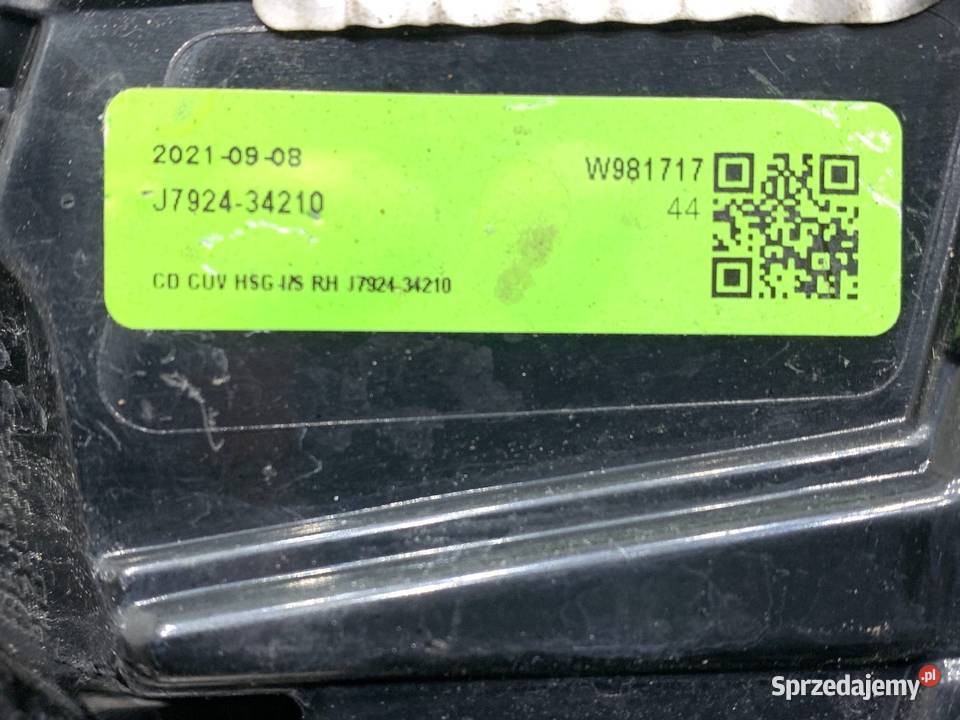 2021-09-08
W981717
J7924-34210
44
CD CUV HSG I/S RH J7924-34210
Sprzedajemy.pl